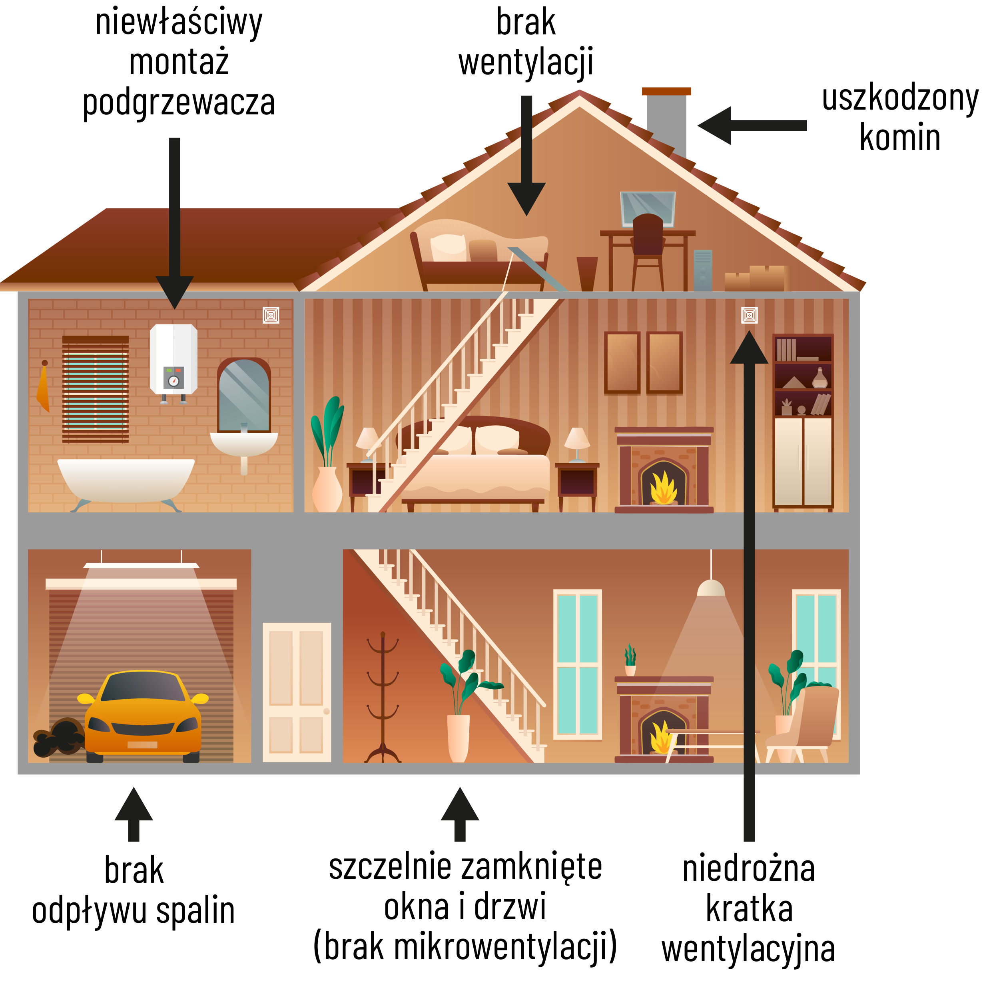 niewłaściwy
montaż
podgrzewacza
brak
wentylacji
uszkodzony
komin
brak
odpływu spalin
szczelnie zamknięte
okna i drzwi
(brak mikrowentylacji)
niedrożna
kratka
wentylacyjna